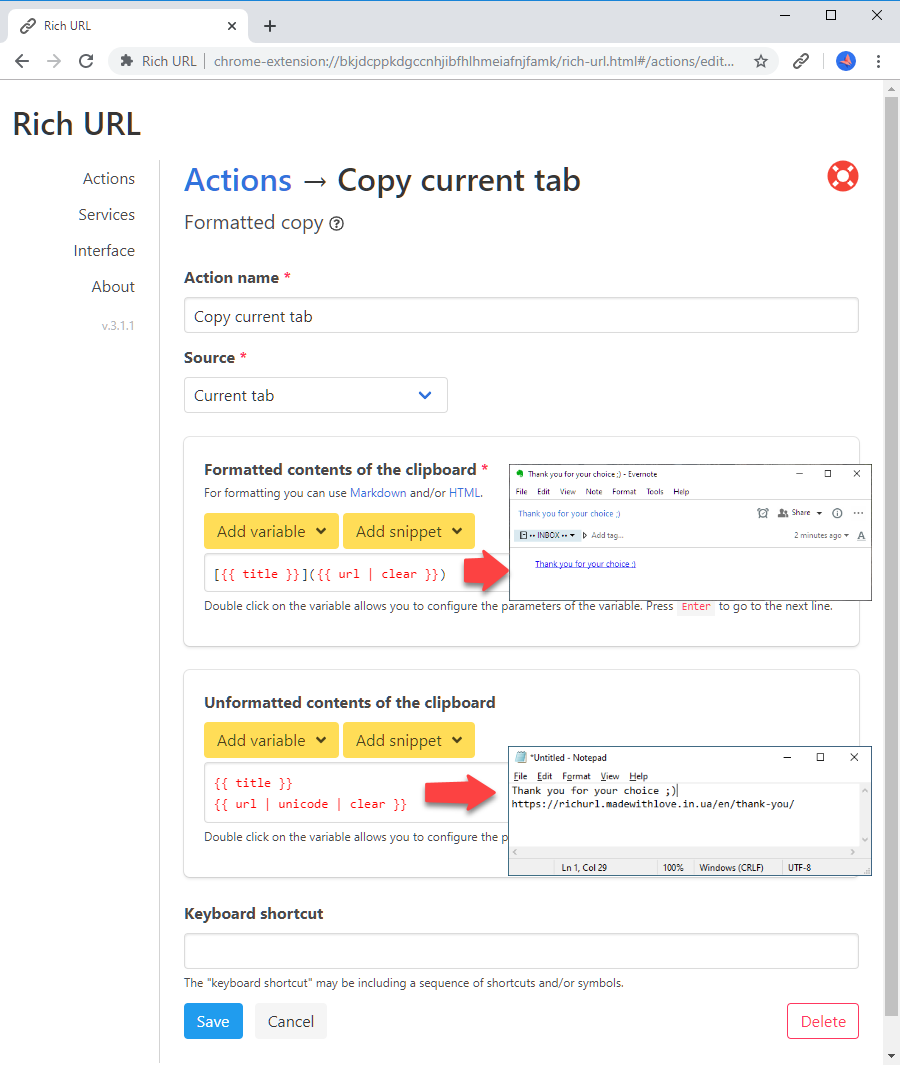 Rich URL
Rich URL | chrome-extension://bkjdcppkdgccnhjibfhlhmeiafnjfamk/rich-url.html#/actions/edit...
Rich URL
Actions
Services
Interface
About
v.3.1.1
Actions → Copy current tab
Formatted copy ?
Action name *
Copy current tab
Source *
Current tab
Formatted contents of the clipboard *
For formatting you can use Markdown and/or HTML.
Add variable Add snippet
[{{ title }}]({{ url | clear }})
Double click on the variable allows you to configure the parameters of the variable. Press Enter to go to the next line.
Thank you for your choice ;) - Evernote
File Edit View Note Format Tools Help
Thank you for your choice ;) Share
•• INBOX •• Add tag... 2 minutes ago A
Thank you for your choice ;)
Unformatted contents of the clipboard
Add variable Add snippet
{{ title }}
{{ url | unicode | clear }}
Double click on the variable allows you to configure the p
*Untitled - Notepad
File Edit Format View Help
Thank you for your choice ;)
https://richurl.madewithlove.in.ua/en/thank-you/
Ln 1, Col 29 100% Windows (CRLF) UTF-8
Keyboard shortcut
The "keyboard shortcut" may be including a sequence of shortcuts and/or symbols.
Save Cancel Delete